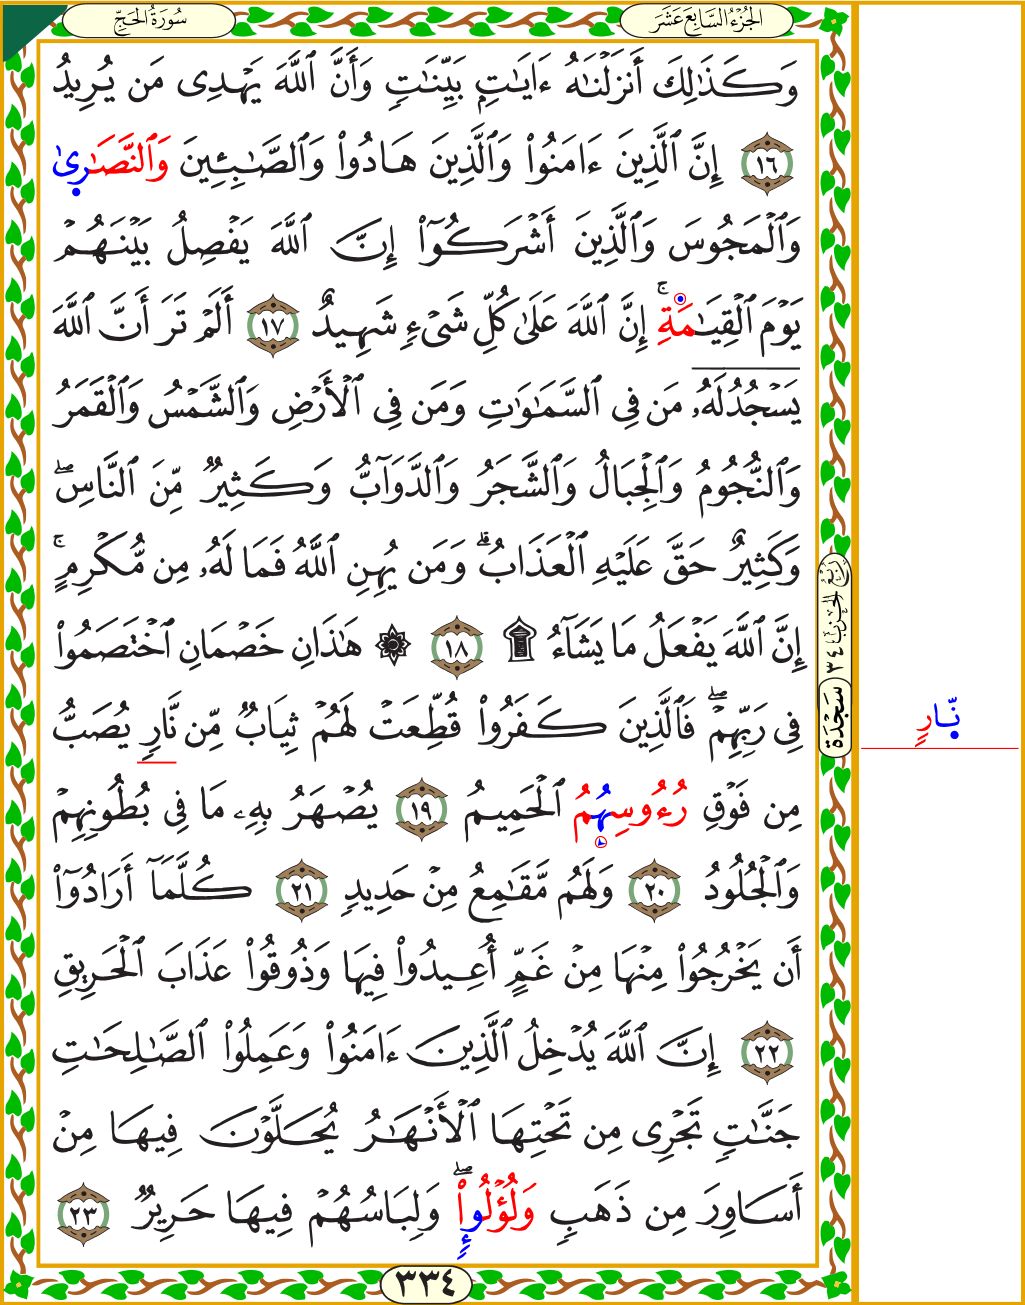 الجُزْءُ السَّابِعَ عَشَرَ
سُورَةُ الحَجِّ
وَكَذَٰلِكَ أَنزَلْنَٰهُ ءَايَٰتٍۭ بَيِّنَٰتٍۢ وَأَنَّ ٱللَّهَ يَهْدِى مَن يُرِيدُ
١٦ إِنَّ ٱلَّذِينَ ءَامَنُوا۟ وَٱلَّذِينَ هَادُوا۟ وَٱلصَّٰبِـِٔينَ وَٱلنَّصَٰرِىٰ
وَٱلْمَجُوسَ وَٱلَّذِينَ أَشْرَكُوٓا۟ إِنَّ ٱللَّهَ يَفْصِلُ بَيْنَهُمْ
يَوْمَ ٱلْقِيَٰمَةِ ۚ إِنَّ ٱللَّهَ عَلَىٰ كُلِّ شَىْءٍۢ شَهِيدٌ ١٧ أَلَمْ تَرَ أَنَّ ٱللَّهَ
يَسْجُدُ لَهُۥ مَن فِى ٱلسَّمَٰوَٰتِ وَمَن فِى ٱلْأَرْضِ وَٱلشَّمْسُ وَٱلْقَمَرُ
وَٱلنُّجُومُ وَٱلْجِبَالُ وَٱلشَّجَرُ وَٱلدَّوَآبُّ وَكَثِيرٌۭ مِّنَ ٱلنَّاسِ ۖ
وَكَثِيرٌ حَقَّ عَلَيْهِ ٱلْعَذَابُ ۗ وَمَن يُهِنِ ٱللَّهُ فَمَا لَهُۥ مِن مُّكْرِمٍ ۚ
إِنَّ ٱللَّهَ يَفْعَلُ مَا يَشَآءُ ۩ ١٨ ۞ هَٰذَانِ خَصْمَانِ ٱخْتَصَمُوا۟
فِى رَبِّهِمْ ۖ فَٱلَّذِينَ كَفَرُوا۟ قُطِّعَتْ لَهُمْ ثِيَابٌۭ مِّن نَّارٍۢ يُصَبُّ
مِن فَوْقِ رُءُوسِهُمُ ٱلْحَمِيمُ ١٩ يُصْهَرُ بِهِۦ مَا فِى بُطُونِهِمْ
وَٱلْجُلُودُ ٢٠ وَلَهُم مَّقَٰمِعُ مِنْ حَدِيدٍۢ ٢١ كُلَّمَآ أَرَادُوٓا۟
أَن يَخْرُجُوا۟ مِنْهَا مِنْ غَمٍّ أُعِيدُوا۟ فِيهَا وَذُوقُوا۟ عَذَابَ ٱلْحَرِيقِ
٢٢ إِنَّ ٱللَّهَ يُدْخِلُ ٱلَّذِينَ ءَامَنُوا۟ وَعَمِلُوا۟ ٱلصَّٰلِحَٰتِ
جَنَّٰتٍۢ تَجْرِى مِن تَحْتِهَا ٱلْأَنْهَٰرُ يُحَلَّوْنَ فِيهَا مِنْ
أَسَاوِرَ مِن ذَهَبٍۢ وَلُؤْلُوإٍ۟ ۖ وَلِبَاسُهُمْ فِيهَا حَرِيرٌۭ ٢٣
رُبْعُ الحِزْبِ ٣٤
سَجْدَة
نّارٍ
٣٣٤